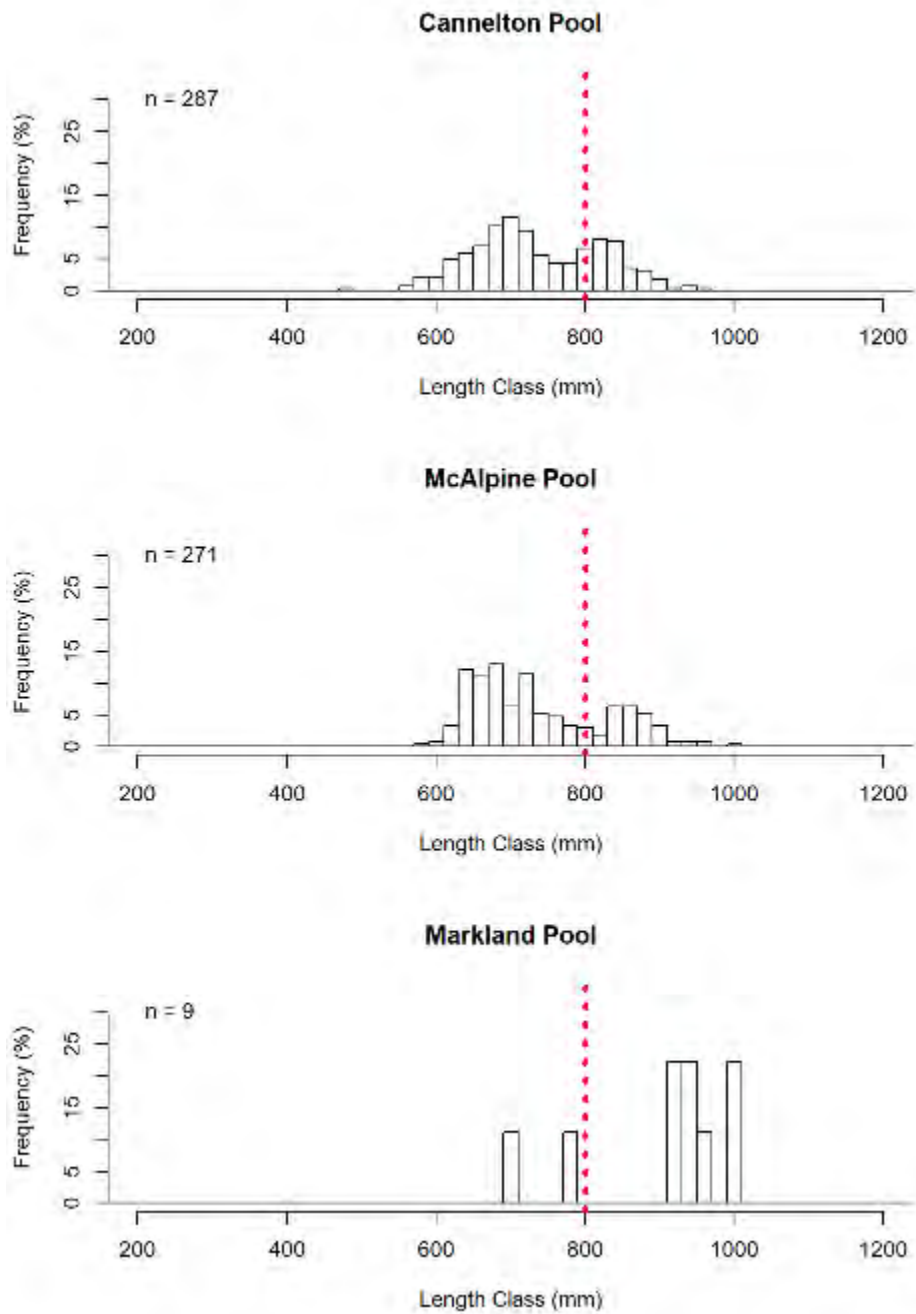 Cannelton Pool
n = 287
Frequency (%)
25
15
5
0
200 400 600 800 1000 1200
Length Class (mm)
McAlpine Pool
n = 271
Frequency (%)
25
15
5
0
200 400 600 800 1000 1200
Length Class (mm)
Markland Pool
n = 9
Frequency (%)
25
15
5
0
200 400 600 800 1000 1200
Length Class (mm)